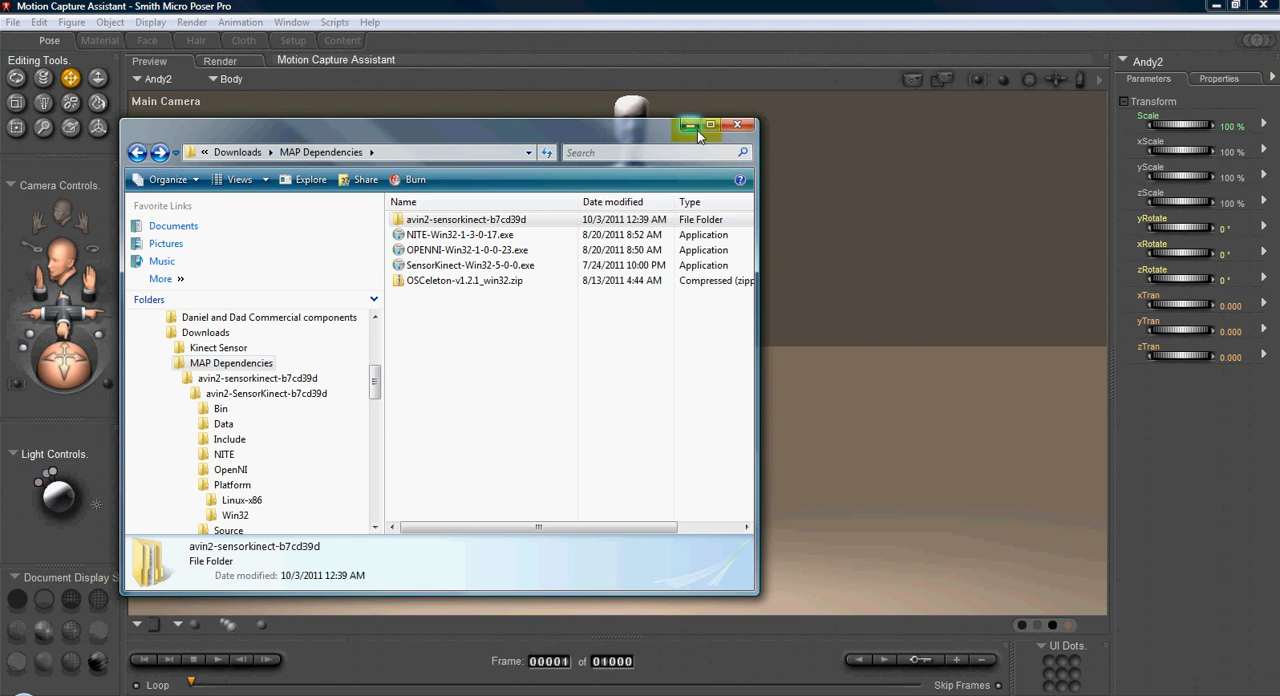 Motion Capture Assistant - Smith Micro Poser Pro
File Edit Figure Object Display Render Animation Window Scripts Help
Pose Material Face Hair Cloth Setup Content
Editing Tools.
Preview Render Motion Capture Assistant
Andy2 Body
Main Camera
Downloads MAP Dependencies Search
Organize Views Explore Share Burn
Favorite Links
Documents
Pictures
Music
More »
Folders
Daniel and Dad Commercial components
Downloads
Kinect Sensor
MAP Dependencies
avin2-sensorkinect-b7cd39d
avin2-SensorKinect-b7cd39d
Bin
Data
Include
NITE
OpenNI
Platform
Linux-x86
Win32
Source
Name Date modified Type
avin2-sensorkinect-b7cd39d 10/3/2011 12:39 AM File Folder
NITE-Win32-1-3-0-17.exe 8/20/2011 8:52 AM Application
OPENNI-Win32-1-0-0-23.exe 8/20/2011 8:50 AM Application
SensorKinect-Win32-5-0-0.exe 7/24/2011 10:00 PM Application
OSCeleton-v1.2.1_win32.zip 8/13/2011 4:44 AM Compressed (zipp
avin2-sensorkinect-b7cd39d
File Folder
Date modified: 10/3/2011 12:39 AM
Camera Controls.
Light Controls.
Document Display S
Andy2
Parameters Properties
Transform
Scale
100 %
xScale
100 %
yScale
100 %
zScale
100 %
yRotate
0 °
xRotate
0 °
zRotate
0 °
xTran
0.000
yTran
0.000
zTran
0.000
Frame: 00001 of 01000
Loop
Skip Frames
UI Dots.